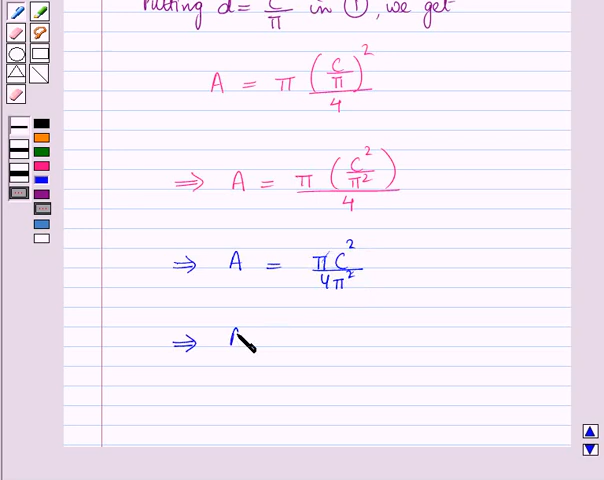 Putting d = C/π in ①, we get
A = π (C/π)² / 4
⇒ A = π (C²/π²) / 4
⇒ A = πC² / 4π²
⇒ A